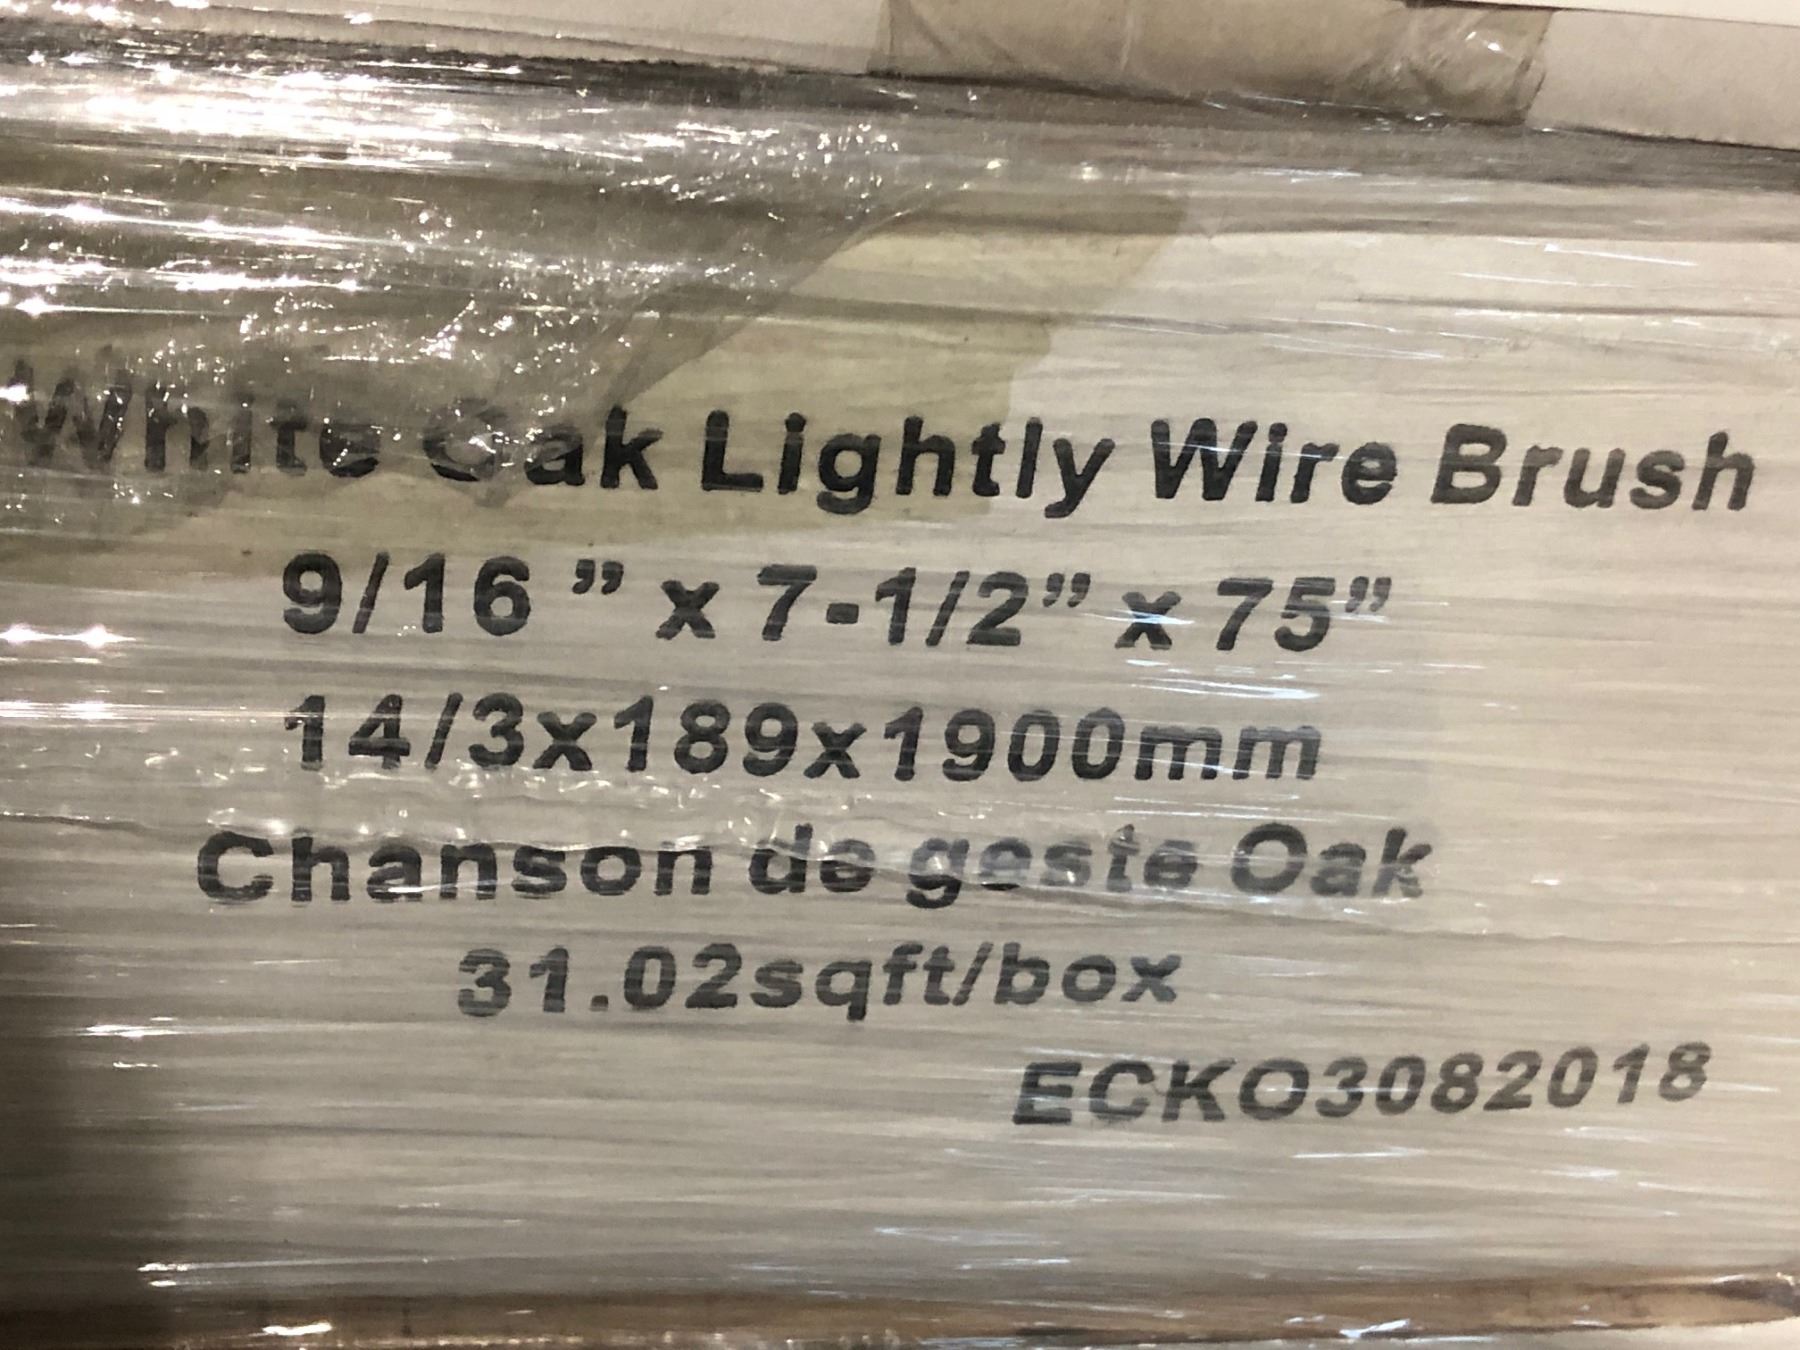 White Oak Lightly Wire Brush
9/16 ” x 7-1/2” x 75”
14/3x189x1900mm
Chanson de geste Oak
31.02sqft/box
ECKO3082018